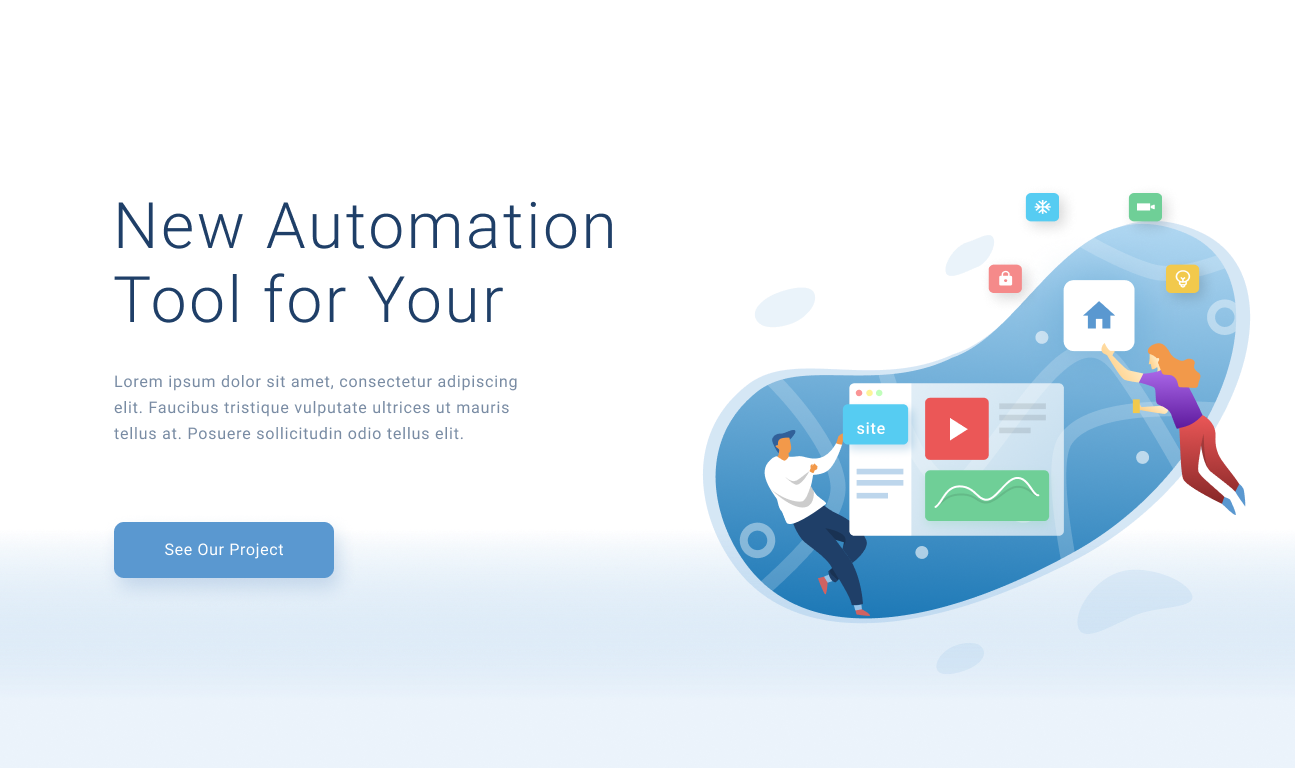 New Automation
Tool for Your
Lorem ipsum dolor sit amet, consectetur adipiscing
elit. Faucibus tristique vulputate ultrices ut mauris
tellus at. Posuere sollicitudin odio tellus elit.
See Our Project
site